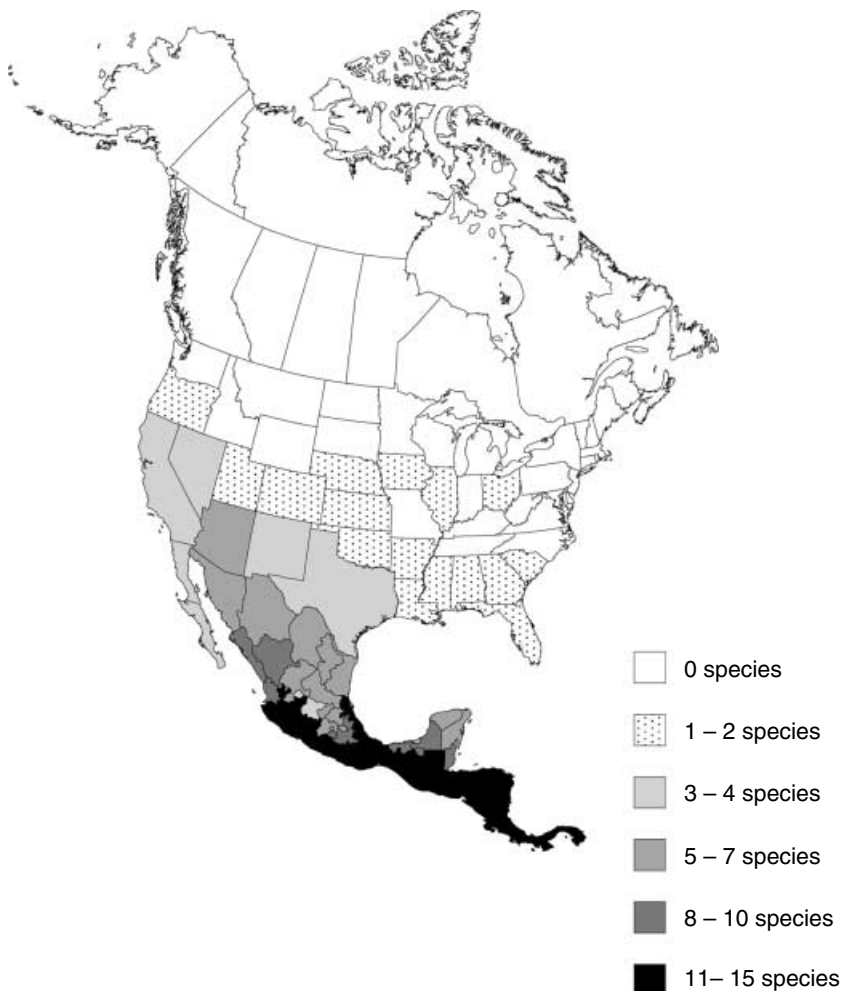 0 species
1 – 2 species
3 – 4 species
5 – 7 species
8 – 10 species
11– 15 species